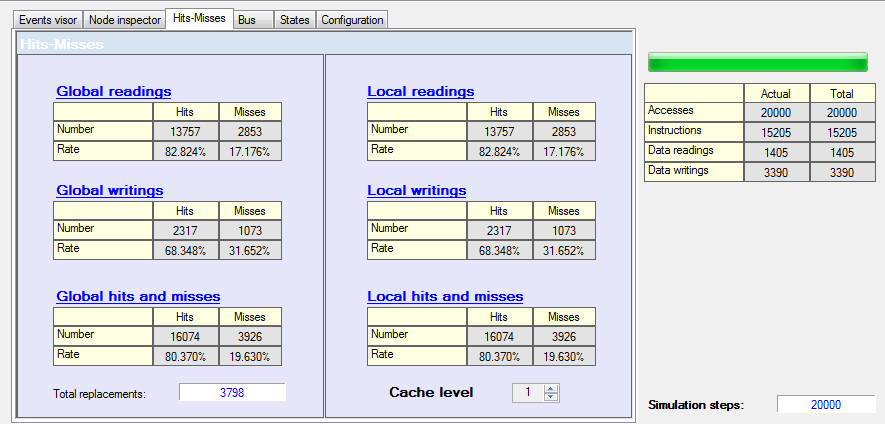 Events visor Node inspector Hits-Misses Bus States Configuration
Hits-Misses
Global readings
Hits Misses
Number 13757 2853
Rate 82.824% 17.176%
Global writings
Hits Misses
Number 2317 1073
Rate 68.348% 31.652%
Global hits and misses
Hits Misses
Number 16074 3926
Rate 80.370% 19.630%
Total replacements: 3798
Local readings
Hits Misses
Number 13757 2853
Rate 82.824% 17.176%
Local writings
Hits Misses
Number 2317 1073
Rate 68.348% 31.652%
Local hits and misses
Hits Misses
Number 16074 3926
Rate 80.370% 19.630%
Cache level 1
Actual Total
Accesses 20000 20000
Instructions 15205 15205
Data readings 1405 1405
Data writings 3390 3390
Simulation steps: 20000